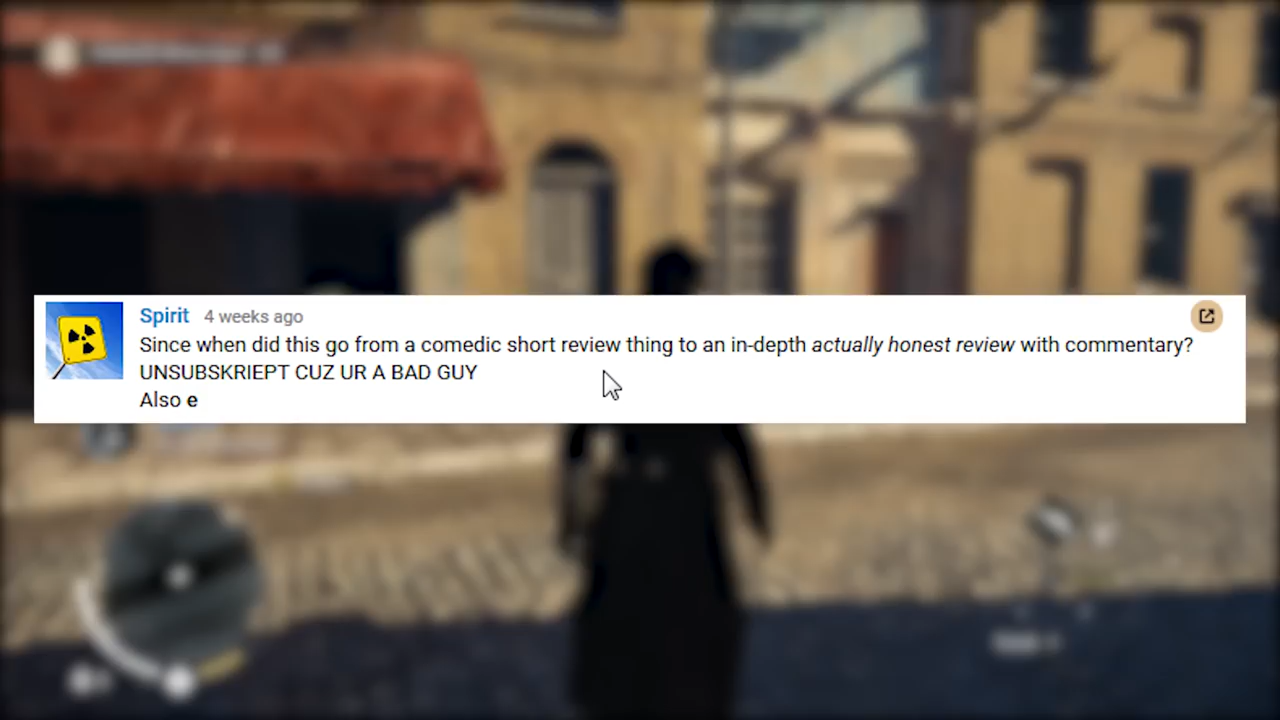 Spirit 4 weeks ago
Since when did this go from a comedic short review thing to an in-depth actually honest review with commentary?
UNSUBSKRIEPT CUZ UR A BAD GUY
Also e